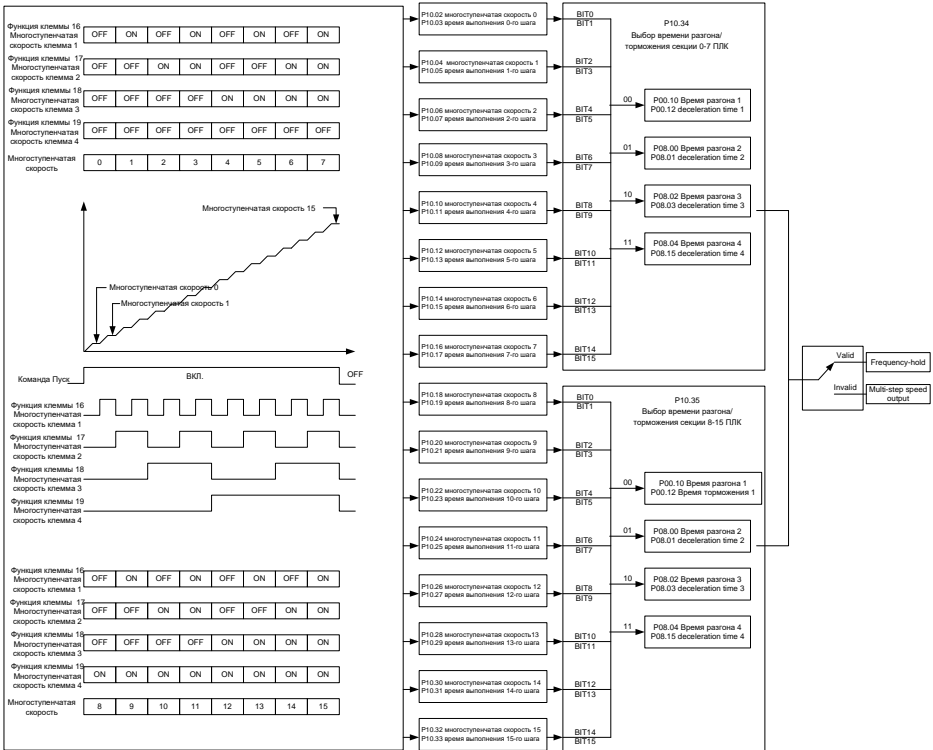 Функция клеммы 16
Многоступенчатая
скорость клемма 1
OFF ON OFF ON OFF ON OFF ON
Функция клеммы 17
Многоступенчатая
скорость клемма 2
OFF OFF ON ON OFF OFF ON ON
Функция клеммы 18
Многоступенчатая
скорость клемма 3
OFF OFF OFF OFF ON ON ON ON
Функция клеммы 19
Многоступенчатая
скорость клемма 4
OFF OFF OFF OFF OFF OFF OFF OFF
Многоступенчатая
скорость
0 1 2 3 4 5 6 7
Многоступенчатая скорость 15
Многоступенчатая скорость 0
Многоступенчатая скорость 1
Команда Пуск
ВКЛ.
OFF
Функция клеммы 16
Многоступенчатая
скорость клемма 1
Функция клеммы 17
Многоступенчатая
скорость клемма 2
Функция клеммы 18
Многоступенчатая
скорость клемма 3
Функция клеммы 19
Многоступенчатая
скорость клемма 4
Функция клеммы 16
Многоступенчатая
скорость клемма 1
OFF ON OFF ON OFF ON OFF ON
Функция клеммы 17
Многоступенчатая
скорость клемма 2
OFF OFF ON ON OFF OFF ON ON
Функция клеммы 18
Многоступенчатая
скорость клемма 3
OFF OFF OFF OFF ON ON ON ON
Функция клеммы 19
Многоступенчатая
скорость клемма 4
ON ON ON ON ON ON ON ON
Многоступенчатая
скорость
8 9 10 11 12 13 14 15
P10.02 многоступенчатая скорость 0
P10.03 время выполнения 0-го шага
P10.04 многоступенчатая скорость 1
P10.05 время выполнения 1-го шага
P10.06 многоступенчатая скорость 2
P10.07 время выполнения 2-го шага
P10.08 многоступенчатая скорость 3
P10.09 время выполнения 3-го шага
P10.10 многоступенчатая скорость 4
P10.11 время выполнения 4-го шага
P10.12 многоступенчатая скорость 5
P10.13 время выполнения 5-го шага
P10.14 многоступенчатая скорость 6
P10.15 время выполнения 6-го шага
P10.16 многоступенчатая скорость 7
P10.17 время выполнения 7-го шага
P10.18 многоступенчатая скорость 8
P10.19 время выполнения 8-го шага
P10.20 многоступенчатая скорость 9
P10.21 время выполнения 9-го шага
P10.22 многоступенчатая скорость 10
P10.23 время выполнения 10-го шага
P10.24 многоступенчатая скорость 11
P10.25 время выполнения 11-го шага
P10.26 многоступенчатая скорость 12
P10.27 время выполнения 12-го шага
P10.28 многоступенчатая скорость13
P10.29 время выполнения 13-го шага
P10.30 многоступенчатая скорость 14
P10.31 время выполнения 14-го шага
P10.32 многоступенчатая скорость 15
P10.33 время выполнения 15-го шага
BIT0
BIT1
BIT2
BIT3
BIT4
BIT5
BIT6
BIT7
BIT8
BIT9
BIT10
BIT11
BIT12
BIT13
BIT14
BIT15
P10.34
Выбор времени разгона/
торможения секции 0-7 ПЛК
00
P00.10 Время разгона 1
P00.12 deceleration time 1
01
P08.00 Время разгона 2
P08.01 deceleration time 2
10
P08.02 Время разгона 3
P08.03 deceleration time 3
11
P08.04 Время разгона 4
P08.15 deceleration time 4
BIT0
BIT1
BIT2
BIT3
BIT4
BIT5
BIT6
BIT7
BIT8
BIT9
BIT10
BIT11
BIT12
BIT13
BIT14
BIT15
P10.35
Выбор времени разгона/
торможения секции 8-15 ПЛК
00
P00.10 Время разгона 1
P00.12 Время торможения 1
01
P08.00 Время разгона 2
P08.01 deceleration time 2
10
P08.02 Время разгона 3
P08.03 deceleration time 3
11
P08.04 Время разгона 4
P08.15 deceleration time 4
Valid
Frequency-hold
Invalid
Multi-step speed
output